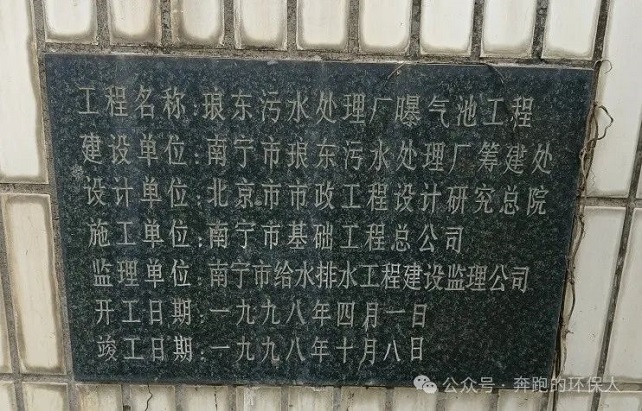 工程名称:琅东污水处理厂曝气池工程
建设单位:南宁市琅东污水处理厂筹建处
设计单位:北京市市政工程设计研究总院
施工单位:南宁市基础工程总公司
监理单位:南宁市给水排水工程建设监理公司
开工日期:一九九八年四月一日
竣工日期:一九九八年十月八日
公众号·奔跑的环保人